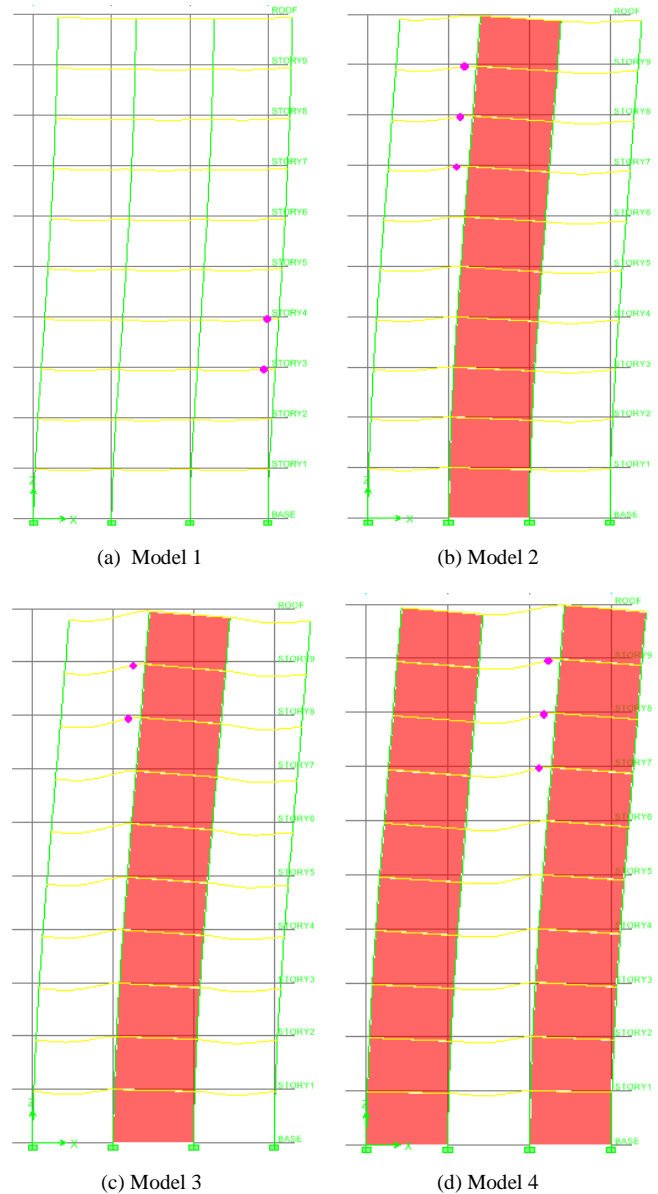 ROOF
STORY9
STORY8
STORY7
STORY6
STORY5
STORY4
STORY3
STORY2
STORY1
BASE
Z
X
(a) Model 1
ROOF
STORY9
STORY8
STORY7
STORY6
STORY5
STORY4
STORY3
STORY2
STORY1
BASE
Z
X
(b) Model 2
ROOF
STORY9
STORY8
STORY7
STORY6
STORY5
STORY4
STORY3
STORY2
STORY1
BASE
Z
X
(c) Model 3
ROOF
STORY9
STORY8
STORY7
STORY6
STORY5
STORY4
STORY3
STORY2
STORY1
BASE
Z
X
(d) Model 4